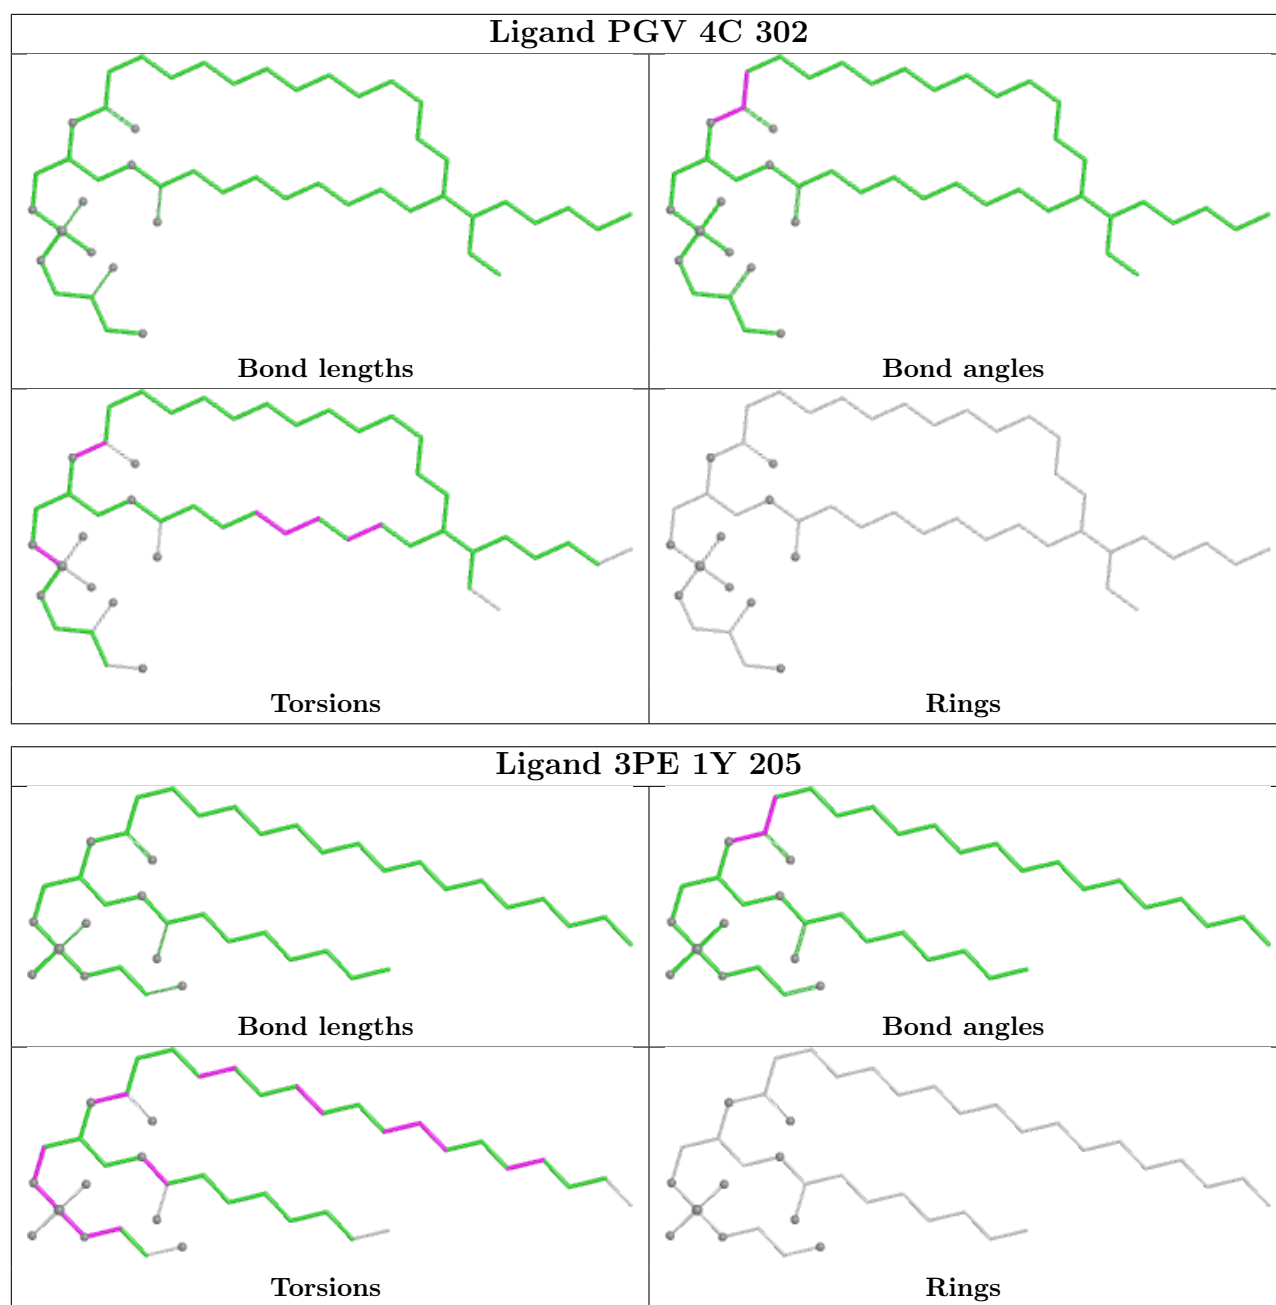 Ligand PGV 4C 302
Bond lengths
Bond angles
Torsions
Rings
Ligand 3PE 1Y 205
Bond lengths
Bond angles
Torsions
Rings